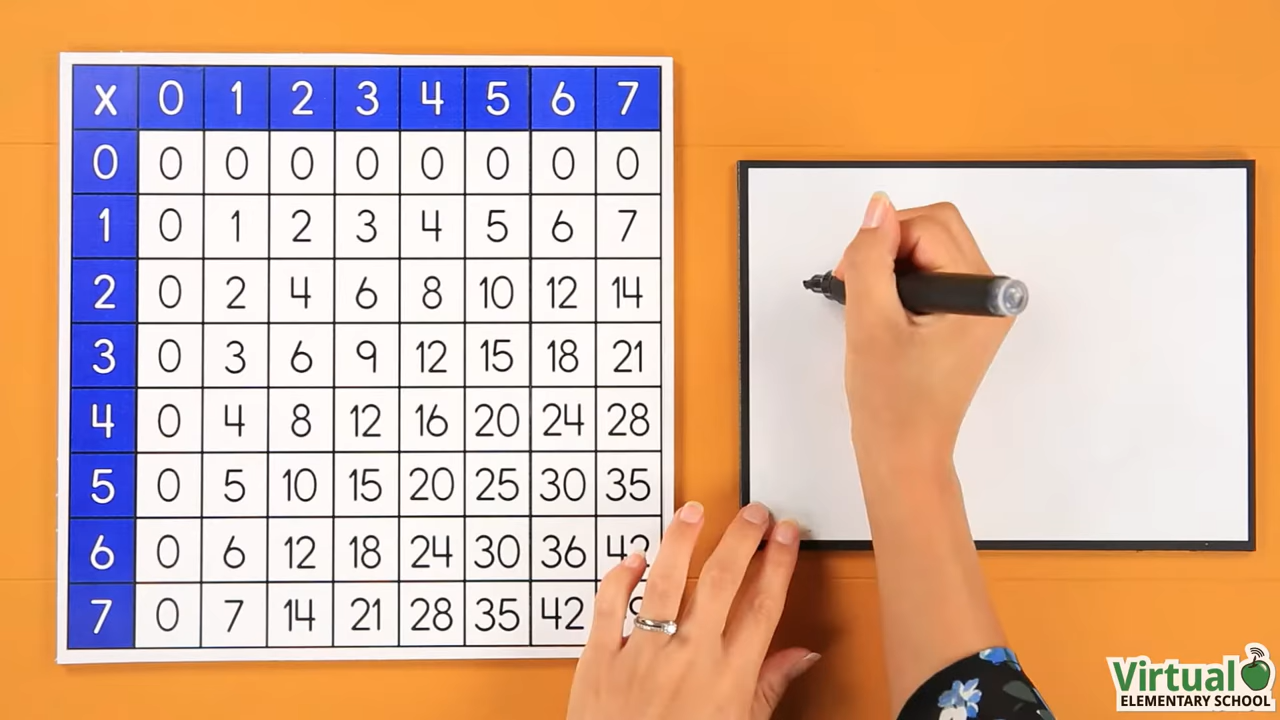 X 0 1 2 3 4 5 6 7
0 0 0 0 0 0 0 0 0
1 0 1 2 3 4 5 6 7
2 0 2 4 6 8 10 12 14
3 0 3 6 9 12 15 18 21
4 0 4 8 12 16 20 24 28
5 0 5 10 15 20 25 30 35
6 0 6 12 18 24 30 36 42
7 0 7 14 21 28 35 42
Virtual
ELEMENTARY SCHOOL